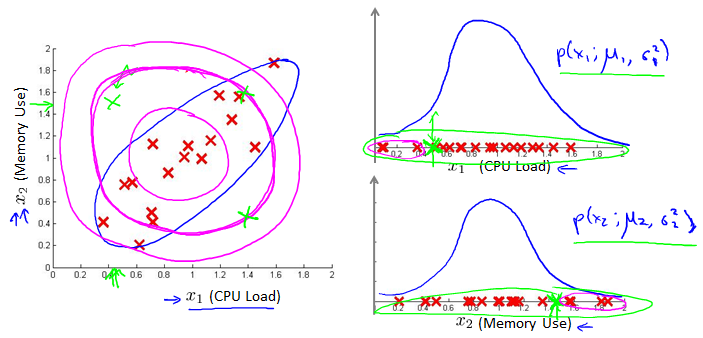 2
1.8
1.6
1.4
1.2
1
0.8
0.6
0.4
0.2
0
0 0.2 0.4 0.6 0.8 1 1.2 1.4 1.6 1.8 2
x₂ (Memory Use)
x₁ (CPU Load)
p(x₁; μ₁, σ₁²)
0.2 0.4 0.6 0.8 1 1.2 1.4 1.6 1.8 2
x₁ (CPU Load)
p(x₂; μ₂, σ₂²)
0.2 0.4 0.6 0.8 1 1.2 1.4 1.6 1.8 2
x₂ (Memory Use)